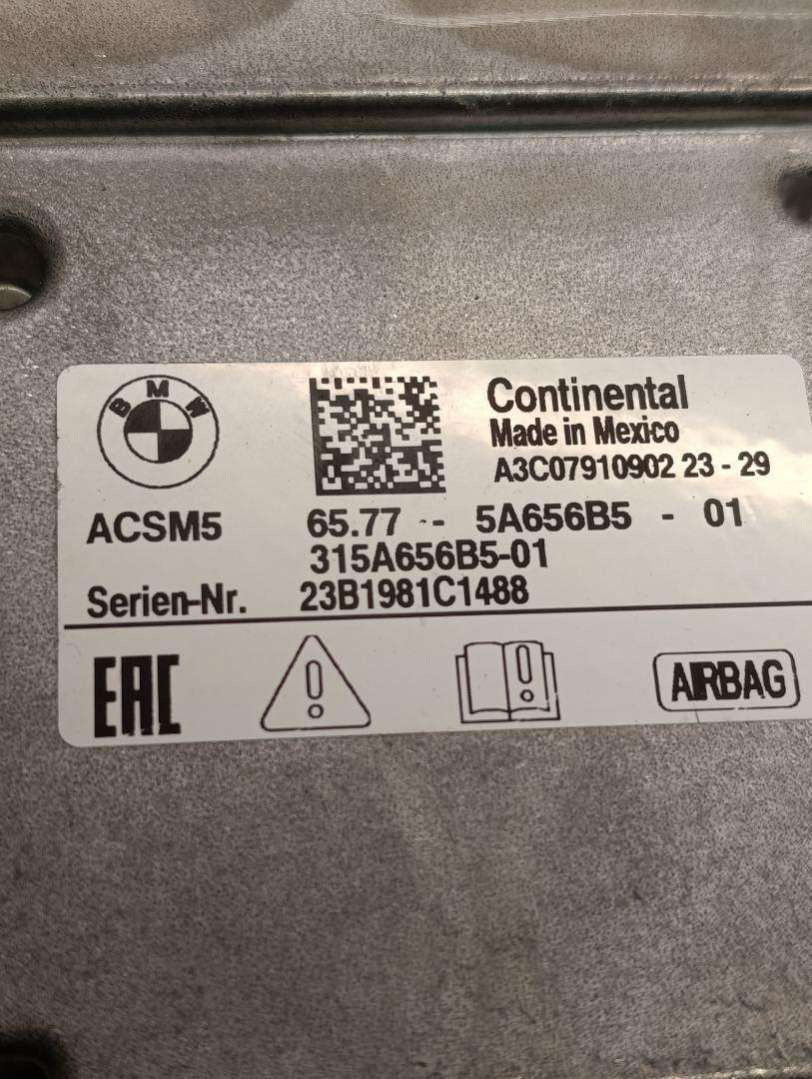 BMW
Continental
Made in Mexico
A3C07910902 23 - 29
ACSM5 65.77 - - 5A656B5 - 01
315A656B5-01
Serien-Nr. 23B1981C1488
EAC
AIRBAG